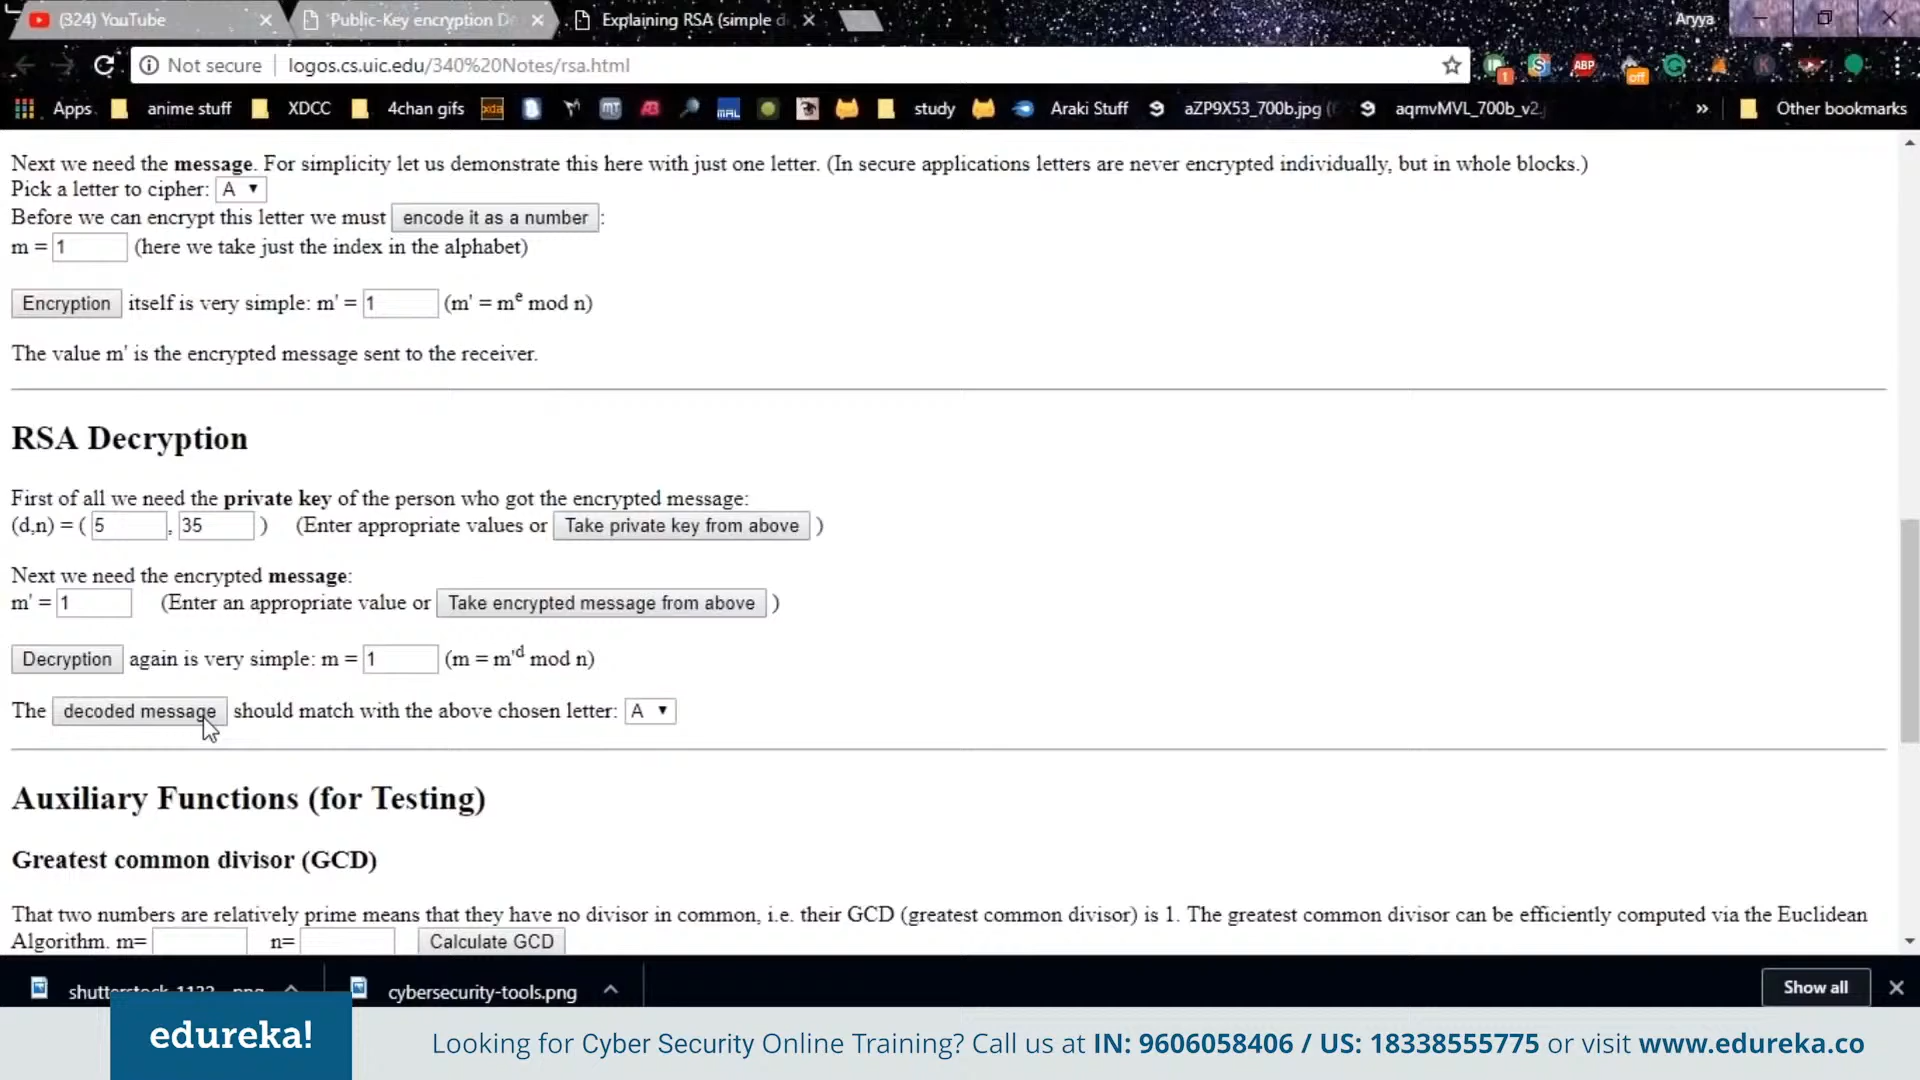 (324) YouTube
Public-Key encryption D
Explaining RSA (simple d
Aryya
Not secure
logos.cs.uic.edu/340%20Notes/rsa.html
ABP
1
off
Apps
anime stuff
XDCC
4chan gifs
xda
MAL
study
Araki Stuff
aZP9X53_700b.jpg
aqmvMVL_700b_v2.
»
Other bookmarks
Next we need the message. For simplicity let us demonstrate this here with just one letter. (In secure applications letters are never encrypted individually, but in whole blocks.)
Pick a letter to cipher: A
Before we can encrypt this letter we must encode it as a number :
m = 1 (here we take just the index in the alphabet)
Encryption itself is very simple: m' = 1 (m' = mᵉ mod n)
The value m' is the encrypted message sent to the receiver.
RSA Decryption
First of all we need the private key of the person who got the encrypted message:
(d,n) = ( 5 , 35 ) (Enter appropriate values or Take private key from above )
Next we need the encrypted message:
m' = 1 (Enter an appropriate value or Take encrypted message from above )
Decryption again is very simple: m = 1 (m = m'ᵈ mod n)
The decoded message should match with the above chosen letter: A
Auxiliary Functions (for Testing)
Greatest common divisor (GCD)
That two numbers are relatively prime means that they have no divisor in common, i.e. their GCD (greatest common divisor) is 1. The greatest common divisor can be efficiently computed via the Euclidean
Algorithm. m= n= Calculate GCD
cybersecurity-tools.png
Show all
edureka!
Looking for Cyber Security Online Training? Call us at IN: 9606058406 / US: 18338555775 or visit www.edureka.co